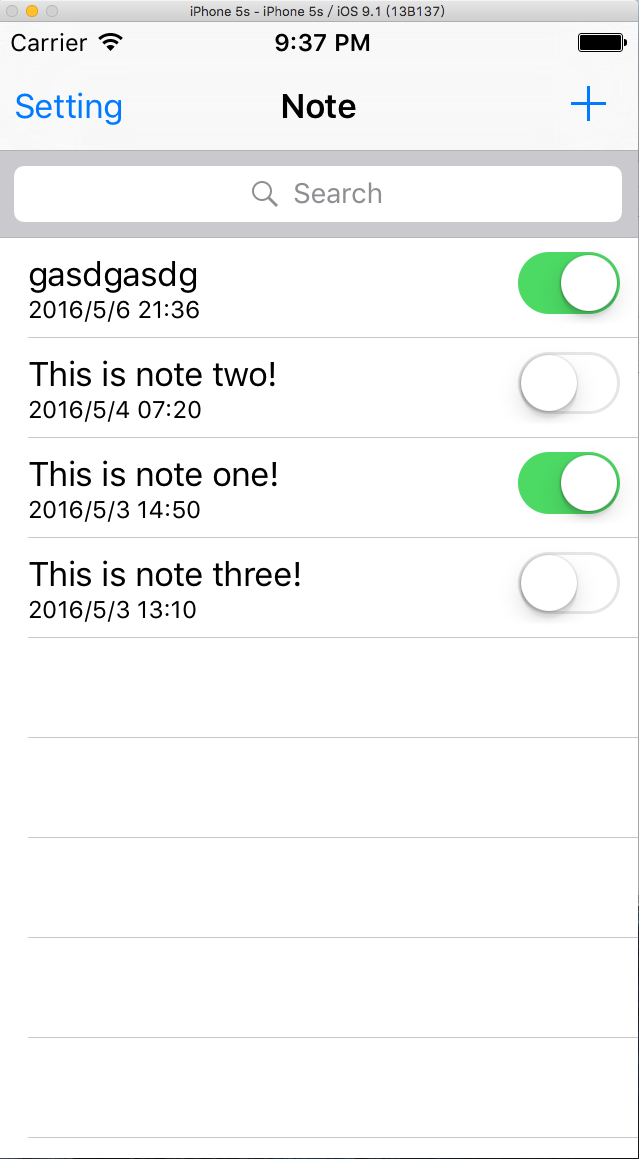 iPhone 5s - iPhone 5s / iOS 9.1 (13B137)
Carrier 9:37 PM
Setting Note
Search
gasdgasdg
2016/5/6 21:36
This is note two!
2016/5/4 07:20
This is note one!
2016/5/3 14:50
This is note three!
2016/5/3 13:10